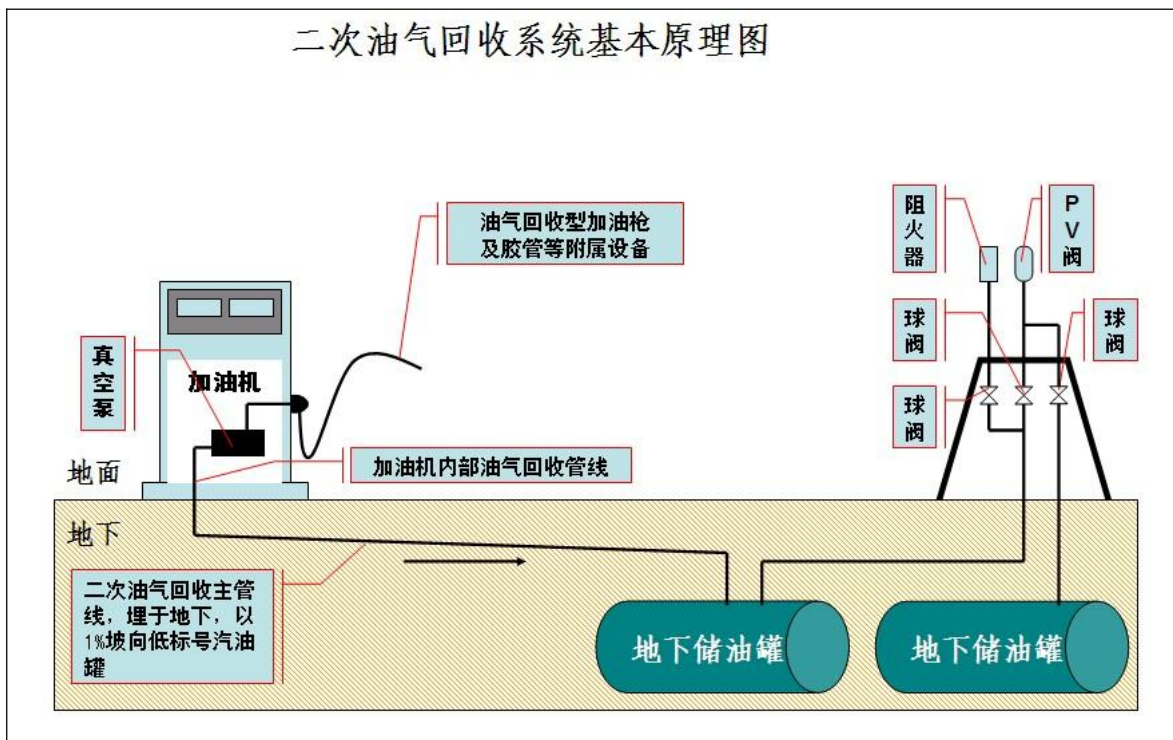 二次油气回收系统基本原理图
油气回收型加油枪
及胶管等附属设备
阻
火
器
P
V
阀
球
阀
球
阀
球
阀
真
空
泵
加油机
加油机内部油气回收管线
地面
地下
二次油气回收主管
线，埋于地下，以
1%坡向低标号汽油
罐
地下储油罐
地下储油罐